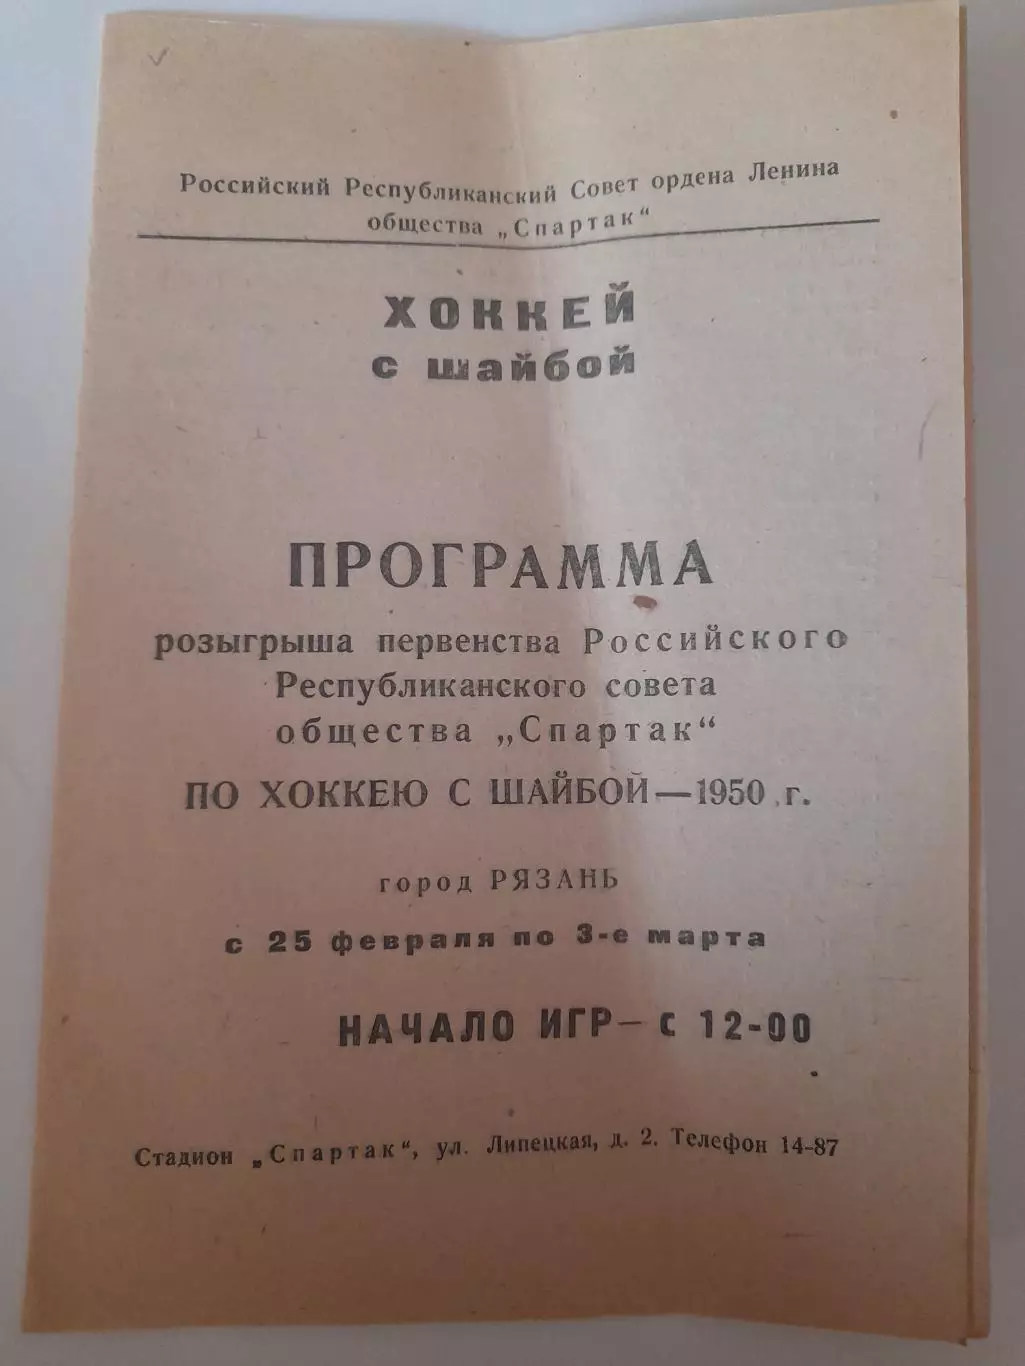 Российский Республиканский Совет ордена Ленина
общества „Спартак“
ХОККЕЙ
с шайбой
ПРОГРАММА
розыгрыша первенства Российского
Республиканского совета
общества „Спартак“
ПО ХОККЕЮ С ШАЙБОЙ—1950 г.
город РЯЗАНЬ
с 25 февраля по 3-е марта
НАЧАЛО ИГР—с 12-00
Стадион „Спартак“, ул. Липецкая, д. 2. Телефон 14-87